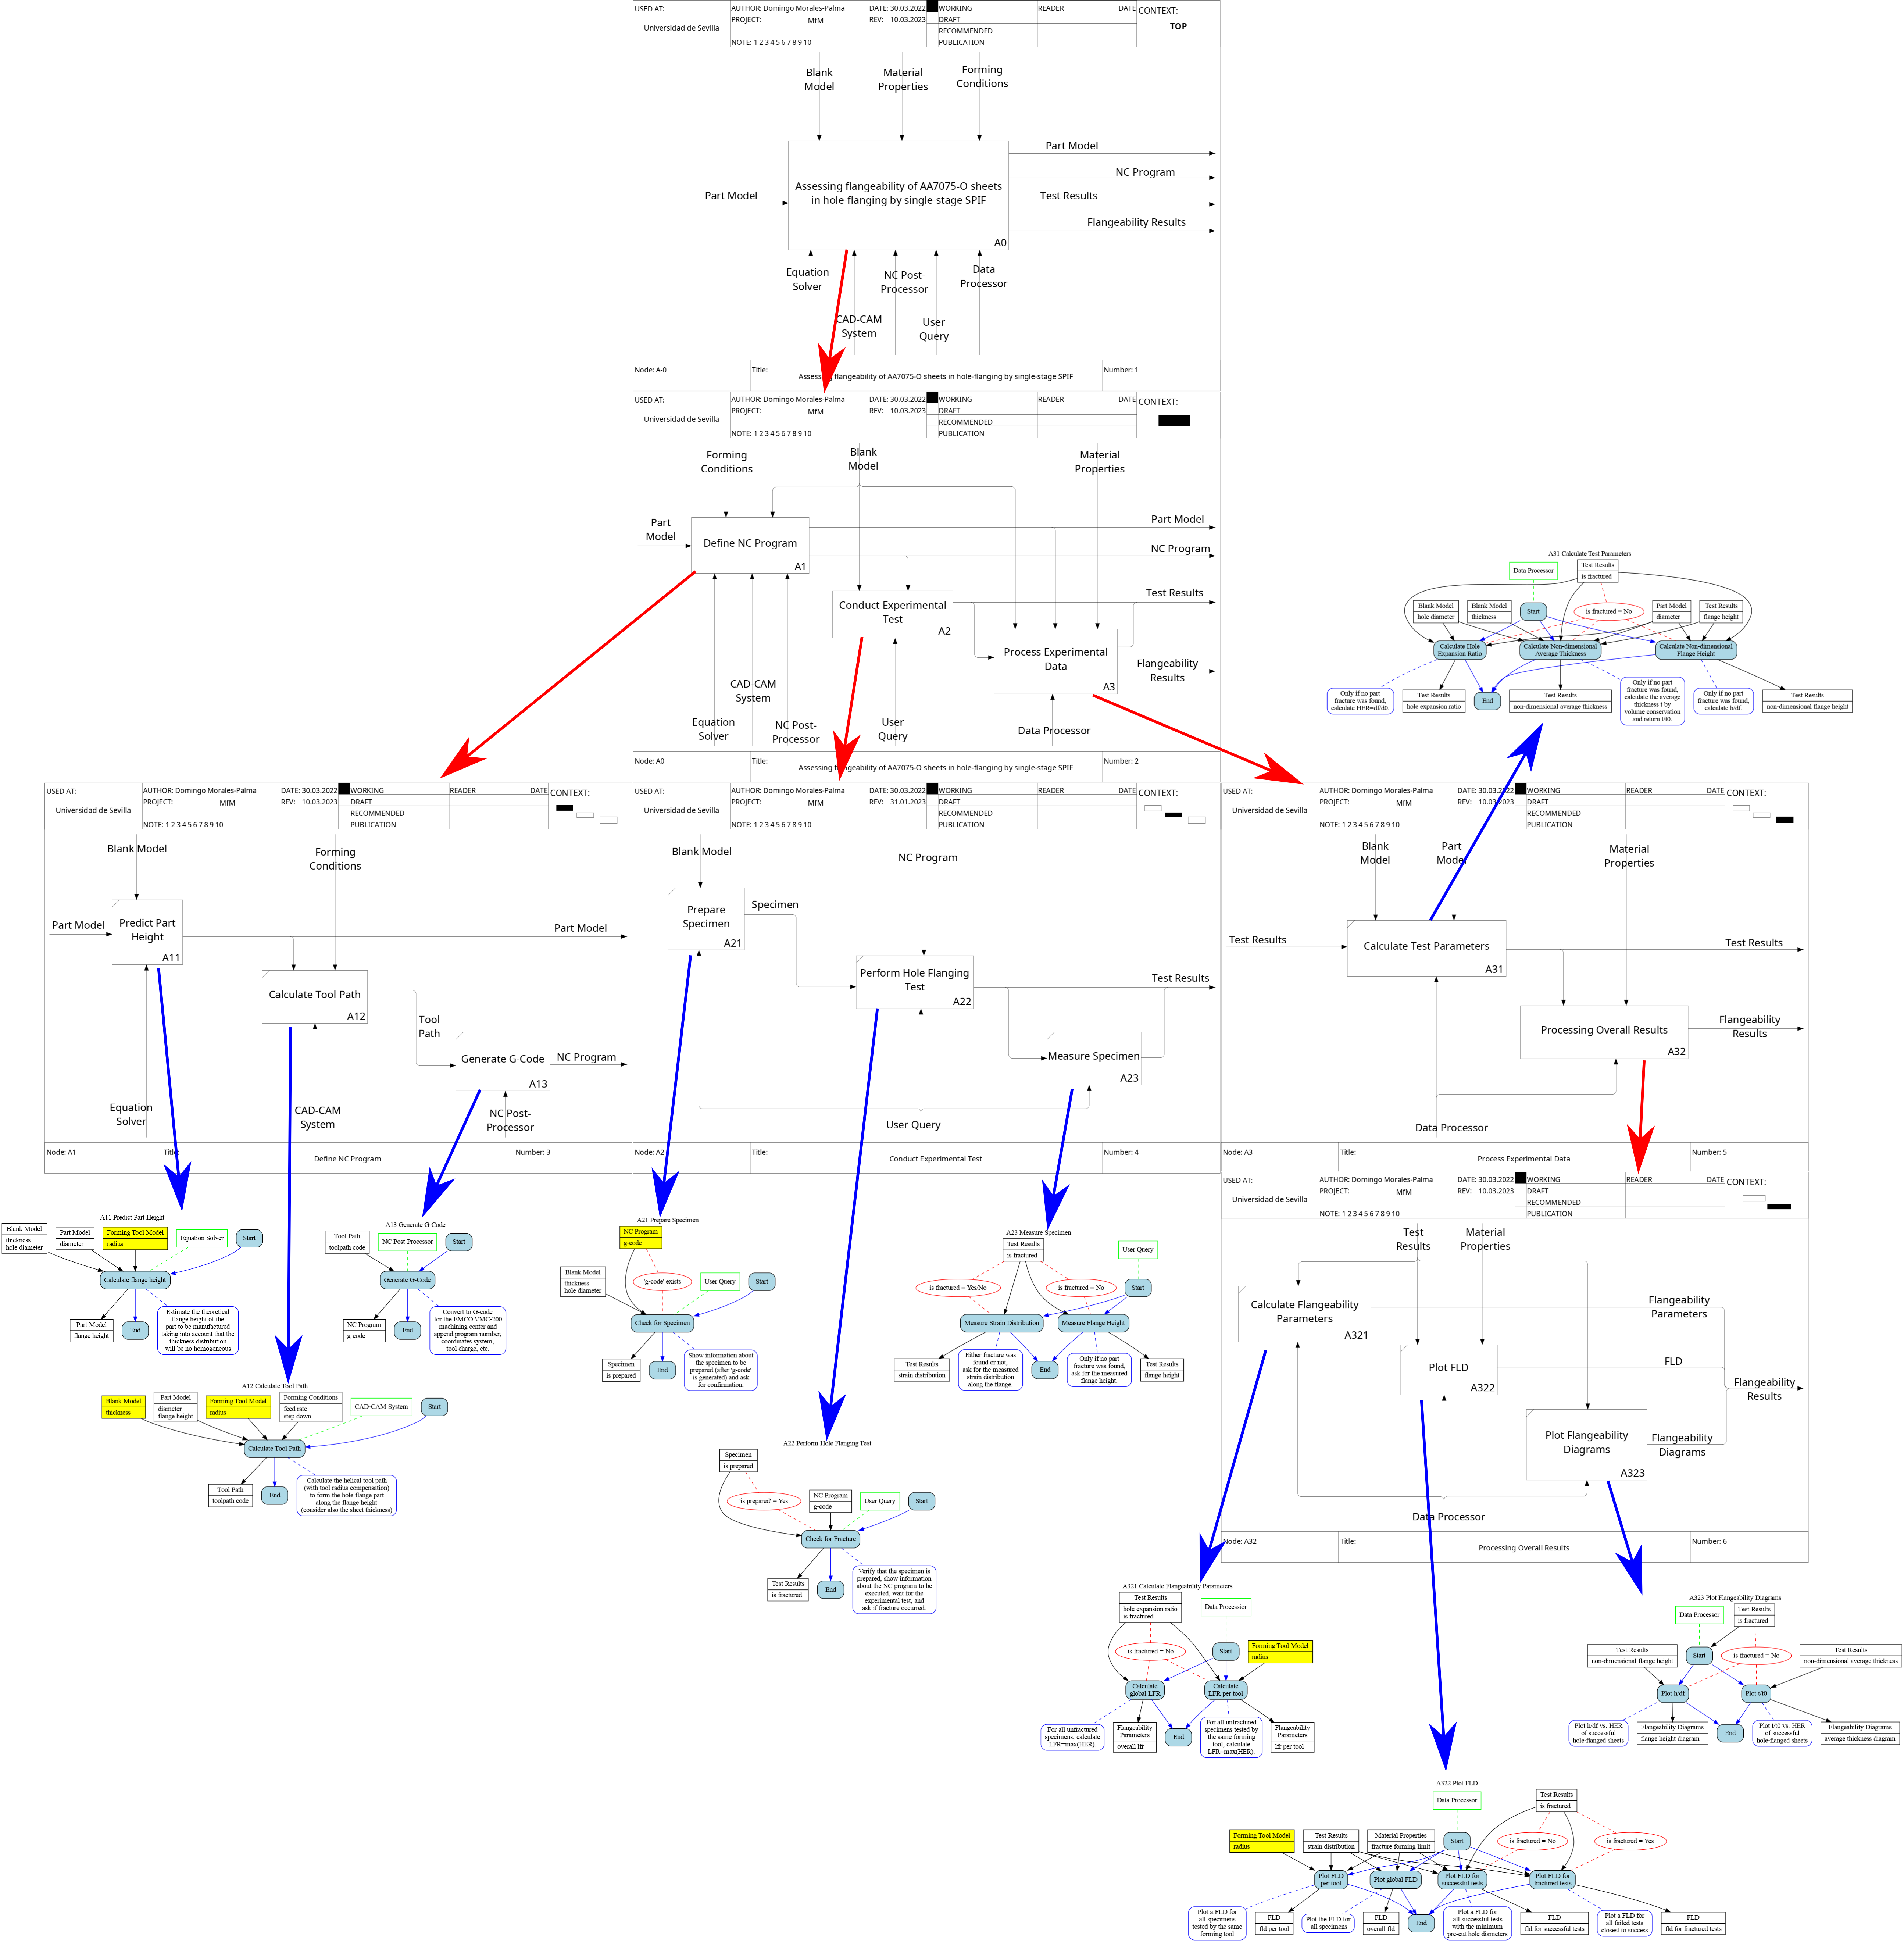 USED AT:
Universidad de Sevilla
AUTHOR: Domingo Morales-Palma
DATE: 30.03.2022
PROJECT:
MfM
REV: 10.03.2023
NOTE: 1 2 3 4 5 6 7 8 9 10
WORKING
DRAFT
RECOMMENDED
PUBLICATION
READER
DATE
CONTEXT:
TOP
Blank
Model
Material
Properties
Forming
Conditions
Part Model
Assessing flangeability of AA7075-O sheets
in hole-flanging by single-stage SPIF
A0
Part Model
NC Program
Test Results
Flangeability Results
Equation
Solver
CAD-CAM
System
NC Post-
Processor
User
Query
Data
Processor
Node: A-0
Title:
Assessing flangeability of AA7075-O sheets in hole-flanging by single-stage SPIF
Number: 1
USED AT:
Universidad de Sevilla
AUTHOR: Domingo Morales-Palma
DATE: 30.03.2022
PROJECT:
MfM
REV: 10.03.2023
NOTE: 1 2 3 4 5 6 7 8 9 10
WORKING
DRAFT
RECOMMENDED
PUBLICATION
READER
DATE
CONTEXT:
Forming
Conditions
Blank
Model
Material
Properties
Part
Model
Define NC Program
A1
Part Model
NC Program
Conduct Experimental
Test
A2
Test Results
Process Experimental
Data
A3
Flangeability
Results
Equation
Solver
CAD-CAM
System
NC Post-
Processor
User
Query
Data Processor
Node: A0
Title:
Assessing flangeability of AA7075-O sheets in hole-flanging by single-stage SPIF
Number: 2
A31 Calculate Test Parameters
Data Processor
Test Results
is fractured
Blank Model
hole diameter
Blank Model
thickness
Start
is fractured = No
Part Model
diameter
Test Results
flange height
Calculate Hole
Expansion Ratio
Calculate Non-dimensional
Average Thickness
Calculate Non-dimensional
Flange Height
Only if no part
fracture was found,
calculate HER=df/d0.
Test Results
hole expansion ratio
End
Test Results
non-dimensional average thickness
Only if no part
fracture was found,
calculate the average
thickness t by
volume conservation
and return t/t0.
Only if no part
fracture was found,
calculate h/df.
Test Results
non-dimensional flange height
USED AT:
Universidad de Sevilla
AUTHOR: Domingo Morales-Palma
DATE: 30.03.2022
PROJECT:
MfM
REV: 10.03.2023
NOTE: 1 2 3 4 5 6 7 8 9 10
WORKING
DRAFT
RECOMMENDED
PUBLICATION
READER
DATE
CONTEXT:
Blank Model
Forming
Conditions
Part Model
Predict Part
Height
A11
Part Model
Calculate Tool Path
A12
Tool
Path
Generate G-Code
A13
NC Program
Equation
Solver
CAD-CAM
System
NC Post-
Processor
Node: A1
Title:
Define NC Program
Number: 3
USED AT:
Universidad de Sevilla
AUTHOR: Domingo Morales-Palma
DATE: 30.03.2022
PROJECT:
MfM
REV: 31.01.2023
NOTE: 1 2 3 4 5 6 7 8 9 10
WORKING
DRAFT
RECOMMENDED
PUBLICATION
READER
DATE
CONTEXT:
Blank Model
NC Program
Prepare
Specimen
A21
Specimen
Perform Hole Flanging
Test
A22
Test Results
Measure Specimen
A23
User Query
Node: A2
Title:
Conduct Experimental Test
Number: 4
USED AT:
Universidad de Sevilla
AUTHOR: Domingo Morales-Palma
DATE: 30.03.2022
PROJECT:
MfM
REV: 10.03.2023
NOTE: 1 2 3 4 5 6 7 8 9 10
WORKING
DRAFT
RECOMMENDED
PUBLICATION
READER
DATE
CONTEXT:
Blank
Model
Part
Model
Material
Properties
Test Results
Calculate Test Parameters
A31
Test Results
Processing Overall Results
A32
Flangeability
Results
Data Processor
Node: A3
Title:
Process Experimental Data
Number: 5
USED AT:
Universidad de Sevilla
AUTHOR: Domingo Morales-Palma
DATE: 30.03.2022
PROJECT:
MfM
REV: 10.03.2023
NOTE: 1 2 3 4 5 6 7 8 9 10
WORKING
DRAFT
RECOMMENDED
PUBLICATION
READER
DATE
CONTEXT:
Test
Results
Material
Properties
Calculate Flangeability
Parameters
A321
Flangeability
Parameters
Plot FLD
A322
FLD
Flangeability
Results
Plot Flangeability
Diagrams
A323
Flangeability
Diagrams
Data Processor
Node: A32
Title:
Processing Overall Results
Number: 6
A11 Predict Part Height
Blank Model
thickness
hole diameter
Part Model
diameter
Forming Tool Model
radius
Equation Solver
Start
Calculate flange height
Part Model
flange height
End
Estimate the theoretical
flange height of the
part to be manufactured
taking into account that the
thickness distribution
will be no homogeneous
A13 Generate G-Code
Tool Path
toolpath code
NC Post-Processor
Start
Generate G-Code
NC Program
g-code
End
Convert to G-code
for the EMCO VMC-200
machining center and
append program number,
coordinates system,
tool charge, etc.
A12 Calculate Tool Path
Blank Model
thickness
Part Model
diameter
flange height
Forming Tool Model
radius
Forming Conditions
feed rate
step down
CAD-CAM System
Start
Calculate Tool Path
Tool Path
toolpath code
End
Calculate the helical tool path
(with tool radius compensation)
to form the hole flange part
along the flange height
(consider also the sheet thickness)
A21 Prepare Specimen
NC Program
g-code
Blank Model
thickness
hole diameter
'g-code' exists
User Query
Start
Check for Specimen
Specimen
is prepared
End
Show information about
the specimen to be
prepared (after 'g-code'
is generated) and ask
for confirmation.
A23 Measure Specimen
Test Results
is fractured
User Query
is fractured = Yes/No
is fractured = No
Start
Measure Strain Distribution
Measure Flange Height
Test Results
strain distribution
Either fracture was
found or not,
ask for the measured
strain distribution
along the flange.
End
Only if no part
fracture was found,
ask for the measured
flange height.
Test Results
flange height
A22 Perform Hole Flanging Test
Specimen
is prepared
'is prepared' = Yes
NC Program
g-code
User Query
Start
Check for Fracture
Test Results
is fractured
End
Verify that the specimen is
prepared, show information
about the NC program to be
executed, wait for the
experimental test, and
ask if fracture occurred.
A321 Calculate Flangeability Parameters
Test Results
hole expansion ratio
is fractured
Data Processior
is fractured = No
Start
Forming Tool Model
radius
Calculate
global LFR
Calculate
LFR per tool
For all unfractured
specimens, calculate
LFR=max(HER).
Flangeability
Parameters
overall lfr
End
For all unfractured
specimens tested by
the same forming
tool, calculate
LFR=max(HER).
Flangeability
Parameters
lfr per tool
A323 Plot Flangeability Diagrams
Data Processor
Test Results
is fractured
Test Results
non-dimensional flange height
Start
is fractured = No
Test Results
non-dimensional average thickness
Plot h/df
Plot t/t0
Plot h/df vs. HER
of successful
hole-flanged sheets
Flangeability Diagrams
flange height diagram
End
Plot t/t0 vs. HER
of successful
hole-flanged sheets
Flangeability Diagrams
average thickness diagram
A322 Plot FLD
Data Processor
Test Results
is fractured
Forming Tool Model
radius
Test Results
strain distribution
Material Properties
fracture forming limit
Start
is fractured = No
is fractured = Yes
Plot FLD
per tool
Plot global FLD
Plot FLD for
successful tests
Plot FLD for
fractured tests
Plot a FLD for
all specimens
tested by the same
forming tool
FLD
fld per tool
Plot the FLD for
all specimens
FLD
overall fld
End
Plot a FLD for
all successful tests
with the minimum
pre-cut hole diameters
FLD
fld for successful tests
Plot a FLD for
all failed tests
closest to success
FLD
fld for fractured tests